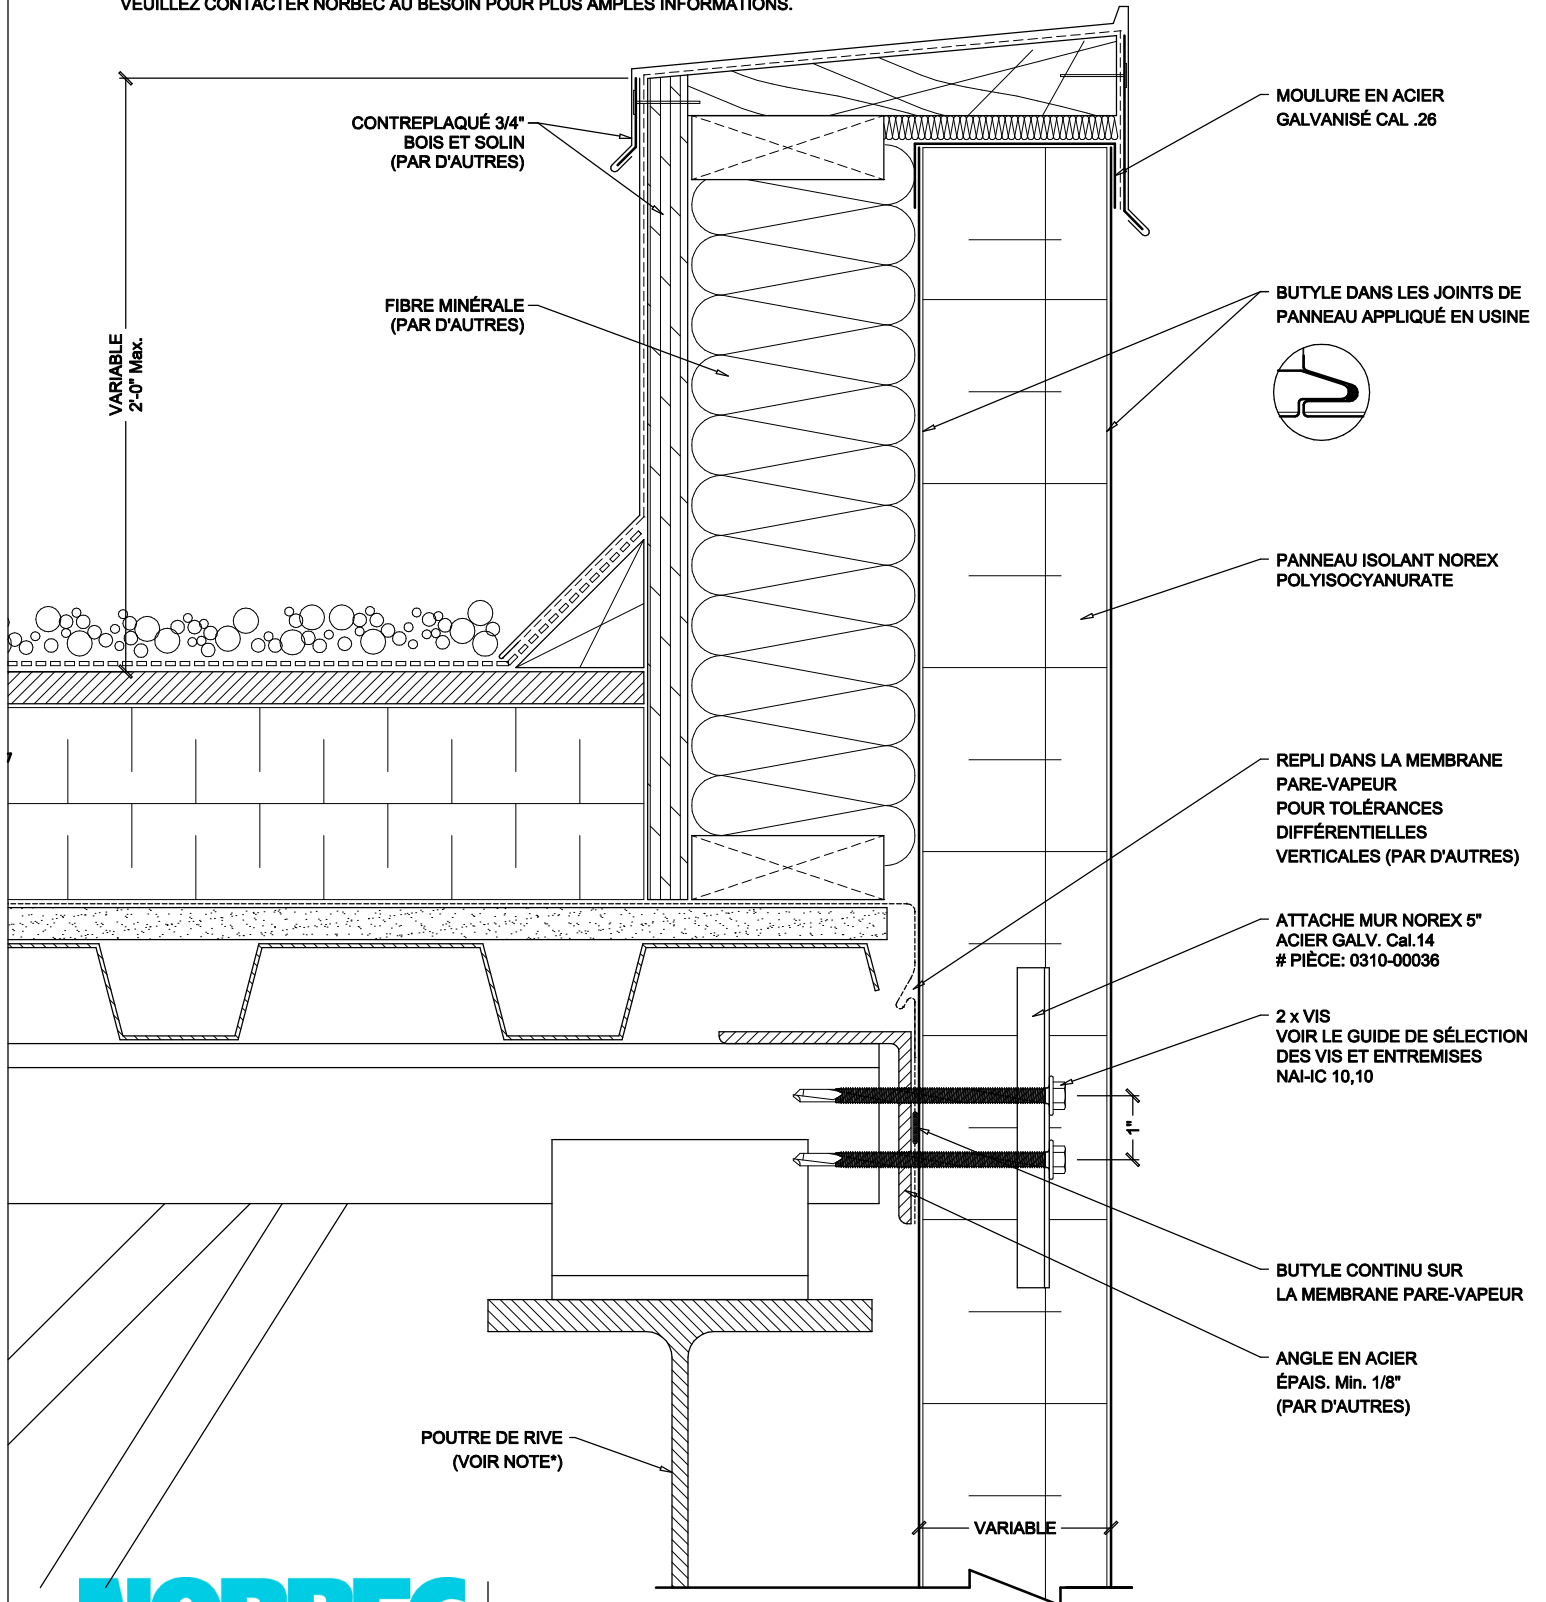 VEUILLEZ CONTACTER NORBEC AU BESOIN POUR PLUS AMPLES INFORMATIONS.
CONTREPLAQUÉ 3/4"
BOIS ET SOLIN
(PAR D'AUTRES)
MOULURE EN ACIER
GALVANISÉ CAL .26
FIBRE MINÉRALE
(PAR D'AUTRES)
BUTYLE DANS LES JOINTS DE
PANNEAU APPLIQUÉ EN USINE
VARIABLE
2'-0" Max.
PANNEAU ISOLANT NOREX
POLYISOCYANURATE
REPLI DANS LA MEMBRANE
PARE-VAPEUR
POUR TOLÉRANCES
DIFFÉRENTIELLES
VERTICALES (PAR D'AUTRES)
ATTACHE MUR NOREX 5"
ACIER GALV. Cal.14
# PIÈCE: 0310-00036
2 x VIS
VOIR LE GUIDE DE SÉLECTION
DES VIS ET ENTREMISES
NAI-IC 10,10
1"
BUTYLE CONTINU SUR
LA MEMBRANE PARE-VAPEUR
ANGLE EN ACIER
ÉPAIS. Min. 1/8"
(PAR D'AUTRES)
POUTRE DE RIVE
(VOIR NOTE*)
VARIABLE
NORBEC